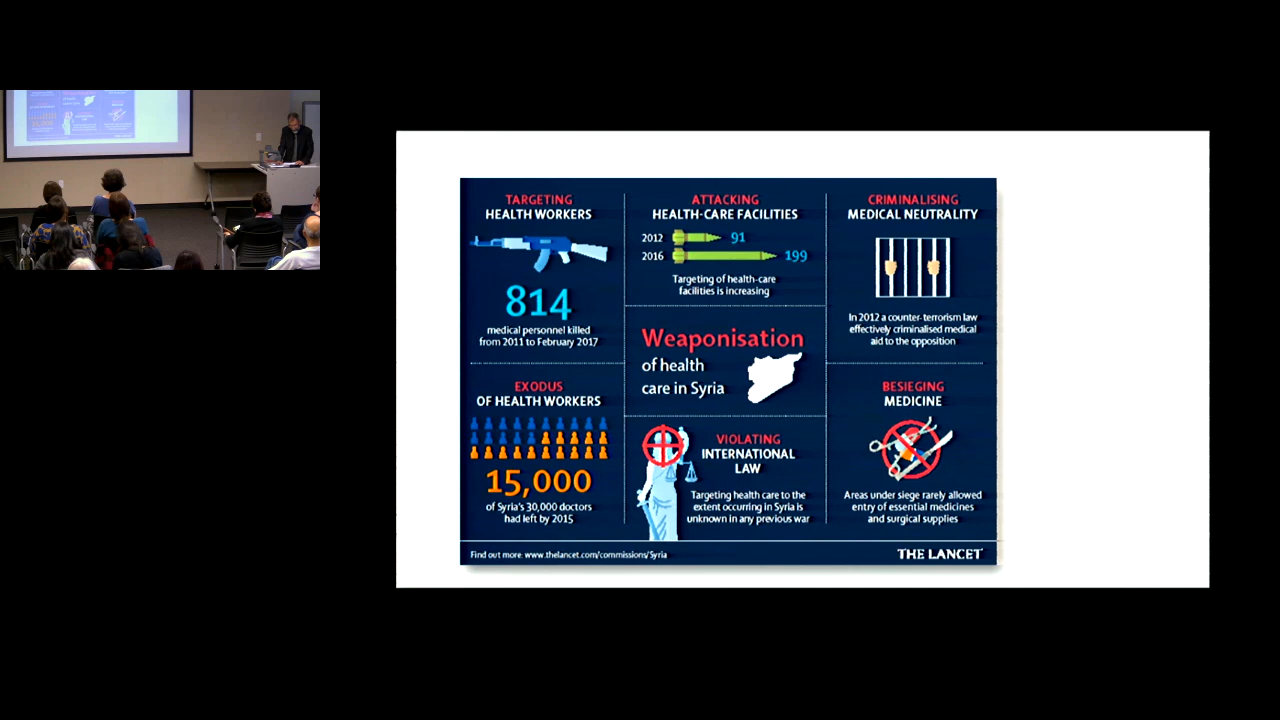 TARGETING
HEALTH WORKERS
814
medical personnel killed
from 2011 to February 2017
EXODUS
OF HEALTH WORKERS
15,000
of Syria's 30,000 doctors
had left by 2015
ATTACKING
HEALTH-CARE FACILITIES
2012 91
2016 199
Targeting of health-care
facilities is increasing
Weaponisation
of health
care in Syria
VIOLATING
INTERNATIONAL
LAW
Targeting health care to the
extent occurring in Syria is
unknown in any previous war
CRIMINALISING
MEDICAL NEUTRALITY
In 2012 a counter-terrorism law
effectively criminalised medical
aid to the opposition
BESIEGING
MEDICINE
Areas under siege rarely allowed
entry of essential medicines
and surgical supplies
Find out more: www.thelancet.com/commissions/Syria
THE LANCET